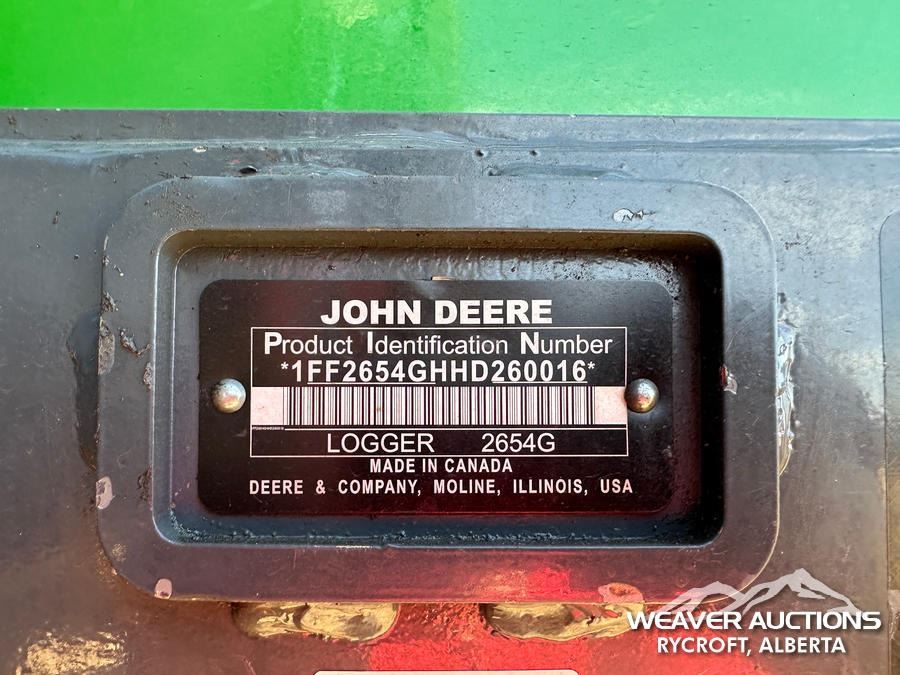 JOHN DEERE
Product Identification Number
*1FF2654GHHD260016*
LOGGER 2654G
MADE IN CANADA
DEERE & COMPANY, MOLINE, ILLINOIS, USA
WEAVER AUCTIONS
RYCROFT, ALBERTA